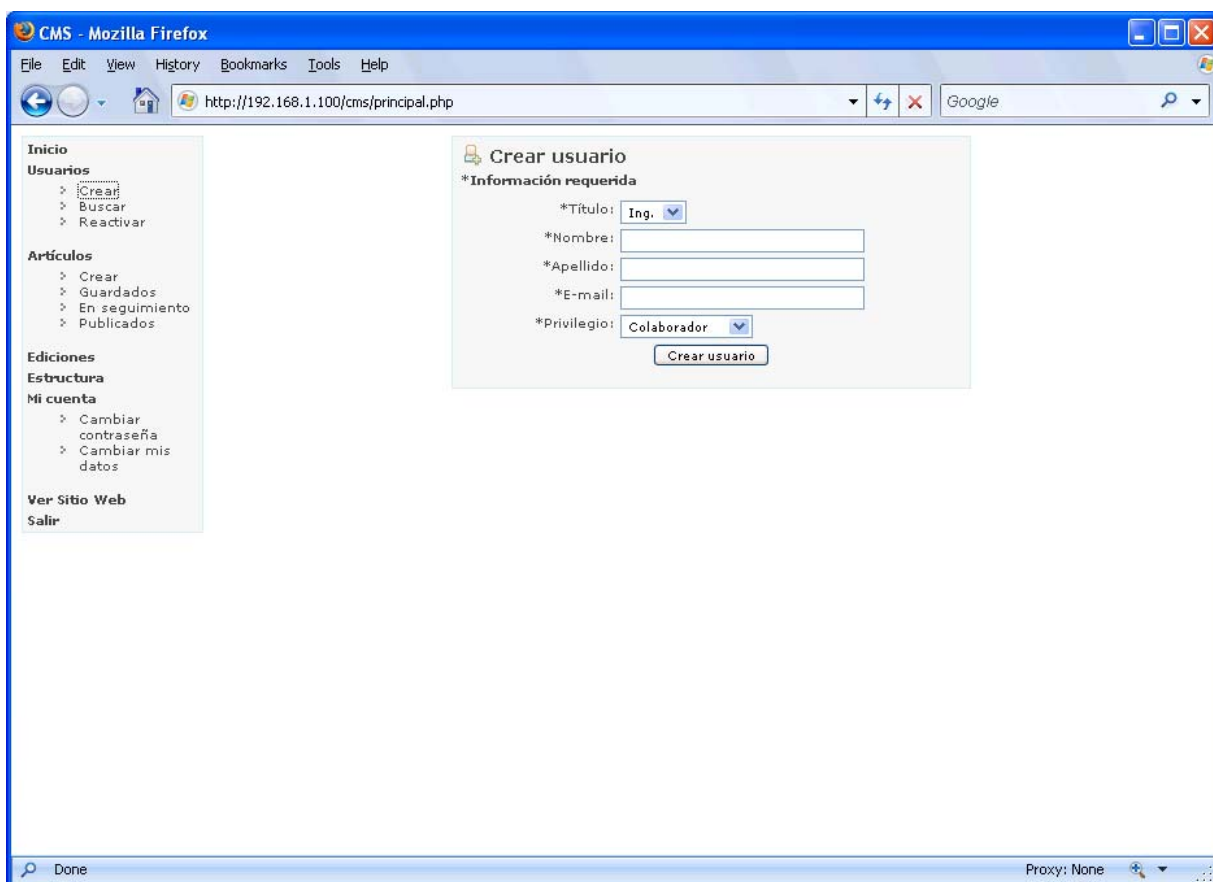 CMS - Mozilla Firefox
File Edit View History Bookmarks Tools Help
http://192.168.1.100/cms/principal.php
Google
Inicio
Usuarios
Crear
Buscar
Reactivar
Artículos
Crear
Guardados
En seguimiento
Publicados
Ediciones
Estructura
Mi cuenta
Cambiar
contraseña
Cambiar mis
datos
Ver Sitio Web
Salir
Crear usuario
*Información requerida
*Título: Ing.
*Nombre:
*Apellido:
*E-mail:
*Privilegio: Colaborador
Crear usuario
Done
Proxy: None